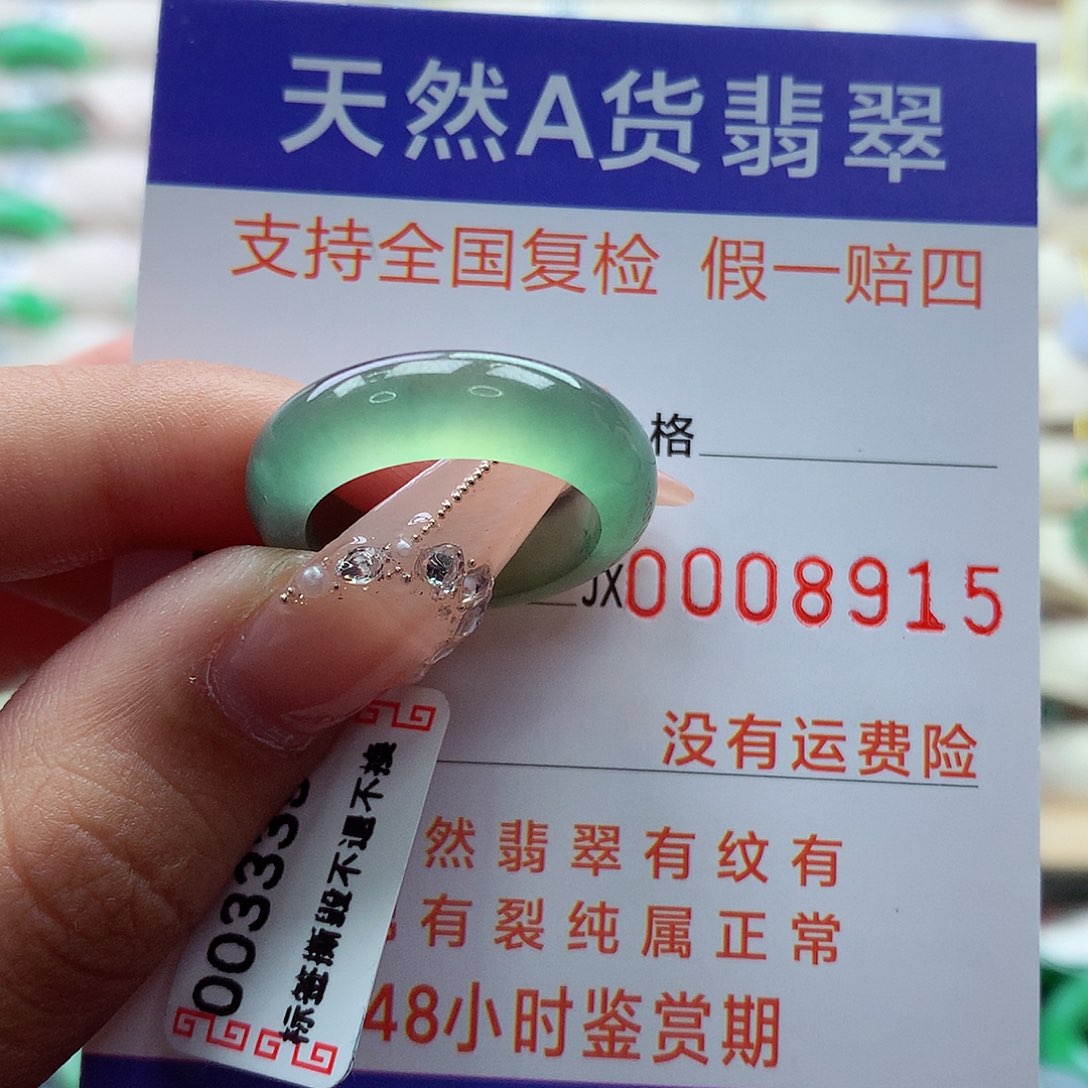 天然A货翡翠
支持全国复检 假一赔四
格
JX0008915
没有运费险
然翡翠有纹有
有裂纯属正常
48小时鉴赏期
003338
标签撕毁不退不换